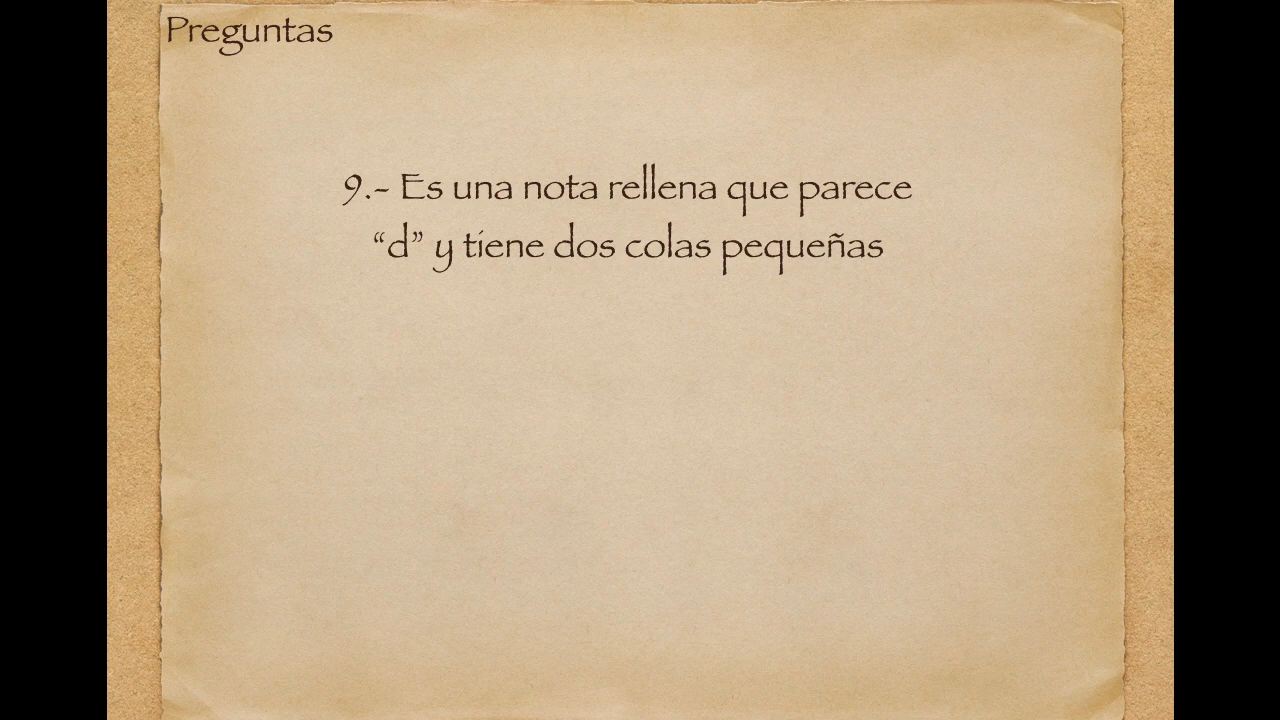 Preguntas
9.- Es una nota rellena que parece
“d” y tiene dos colas pequeñas